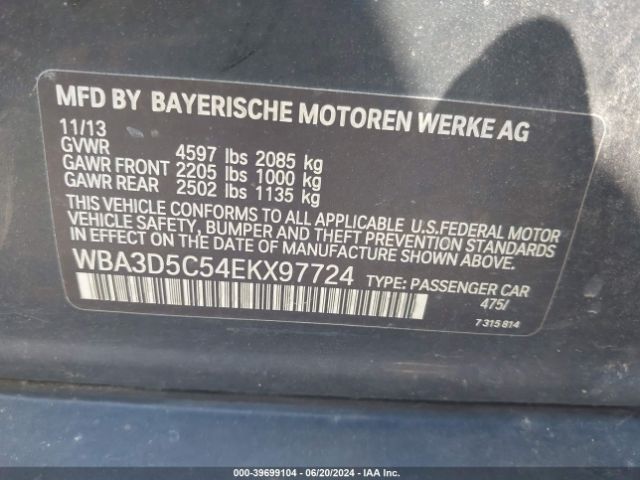 MFD BY BAYERISCHE MOTOREN WERKE AG
11/13
GVWR 4597 lbs 2085 kg
GAWR FRONT 2205 lbs 1000 kg
GAWR REAR 2502 lbs 1135 kg
THIS VEHICLE CONFORMS TO ALL APPLICABLE U.S.FEDERAL MOTOR
VEHICLE SAFETY, BUMPER AND THEFT PREVENTION STANDARDS
IN EFFECT ON THE DATE OF MANUFACTURE SHOWN ABOVE.
WBA3D5C54EKX97724 TYPE: PASSENGER CAR
475/
7 315 814
000-39699104 - 06/20/2024 - IAA Inc.